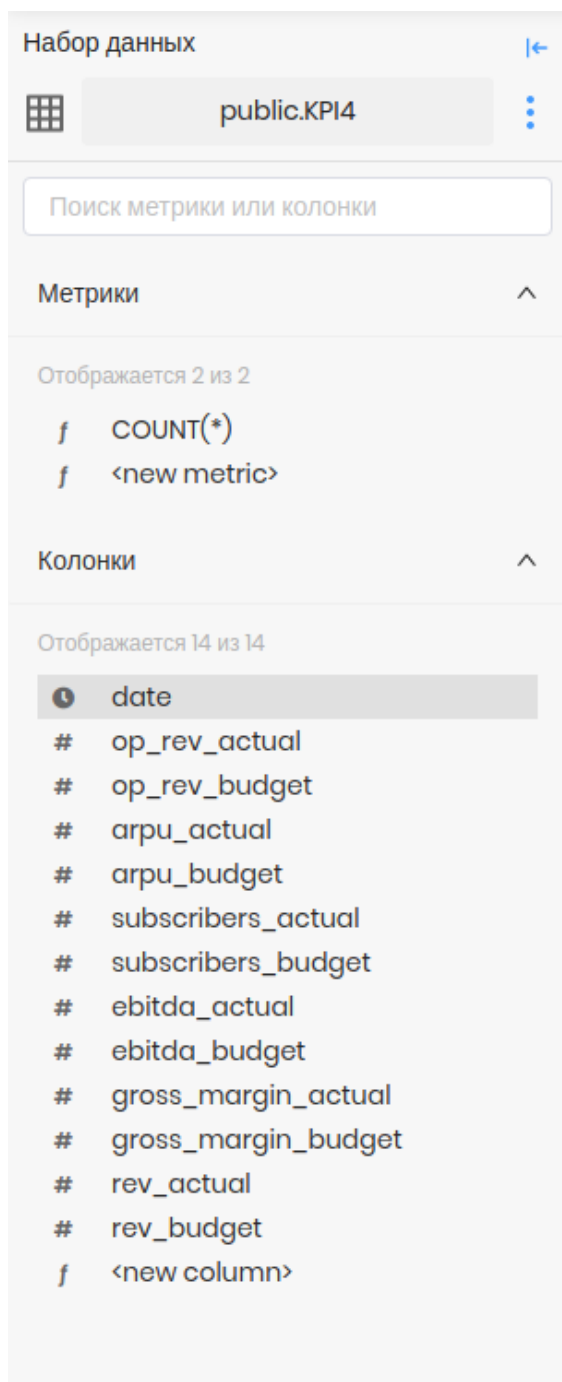 Набор данных
public.KPI4
Поиск метрики или колонки
Метрики
Отображается 2 из 2
f COUNT(*)
f <new metric>
Колонки
Отображается 14 из 14
date
# op_rev_actual
# op_rev_budget
# arpu_actual
# arpu_budget
# subscribers_actual
# subscribers_budget
# ebitda_actual
# ebitda_budget
# gross_margin_actual
# gross_margin_budget
# rev_actual
# rev_budget
f <new column>